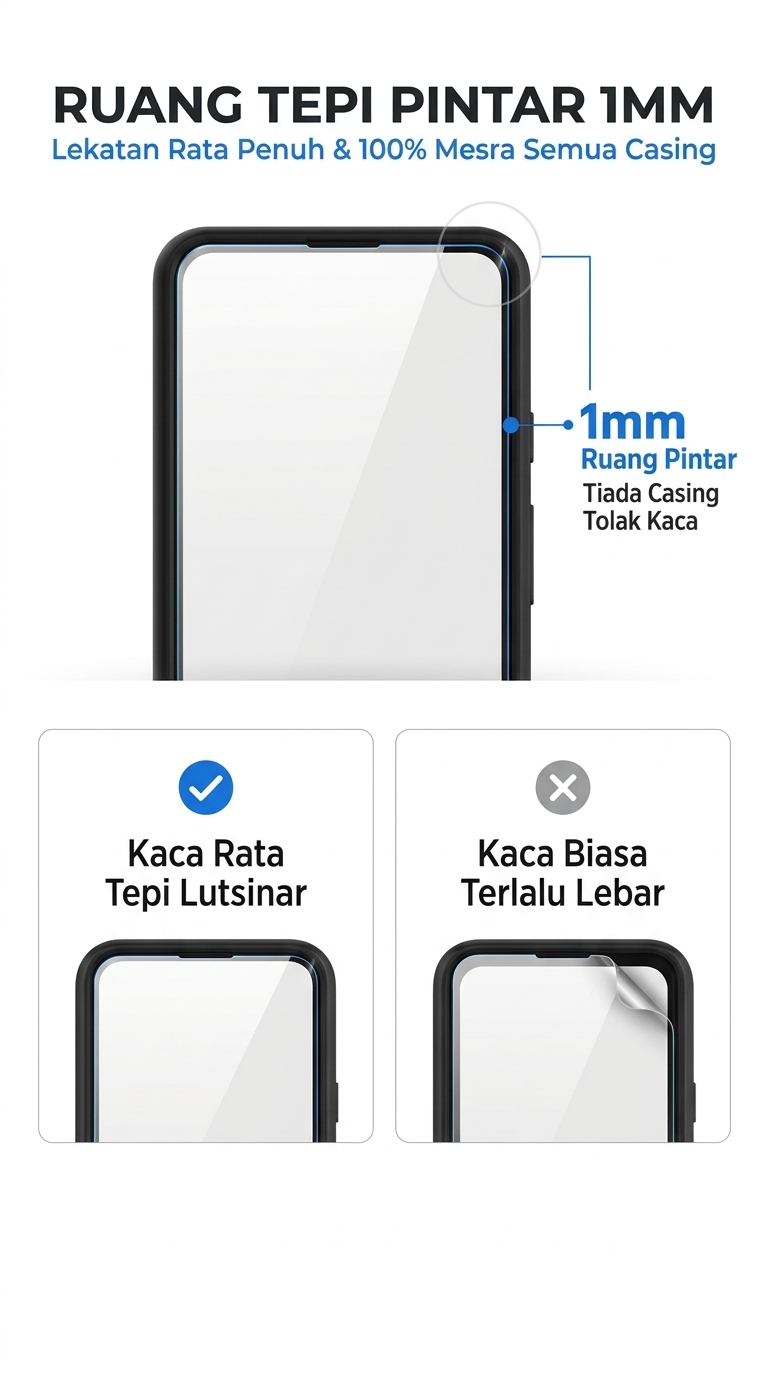 RUANG TEPI PINTAR 1MM
Lekatan Rata Penuh & 100% Mesra Semua Casing
1mm
Ruang Pintar
Tiada Casing
Tolak Kaca
Kaca Rata
Tepi Lutsinar
Kaca Biasa
Terlalu Lebar